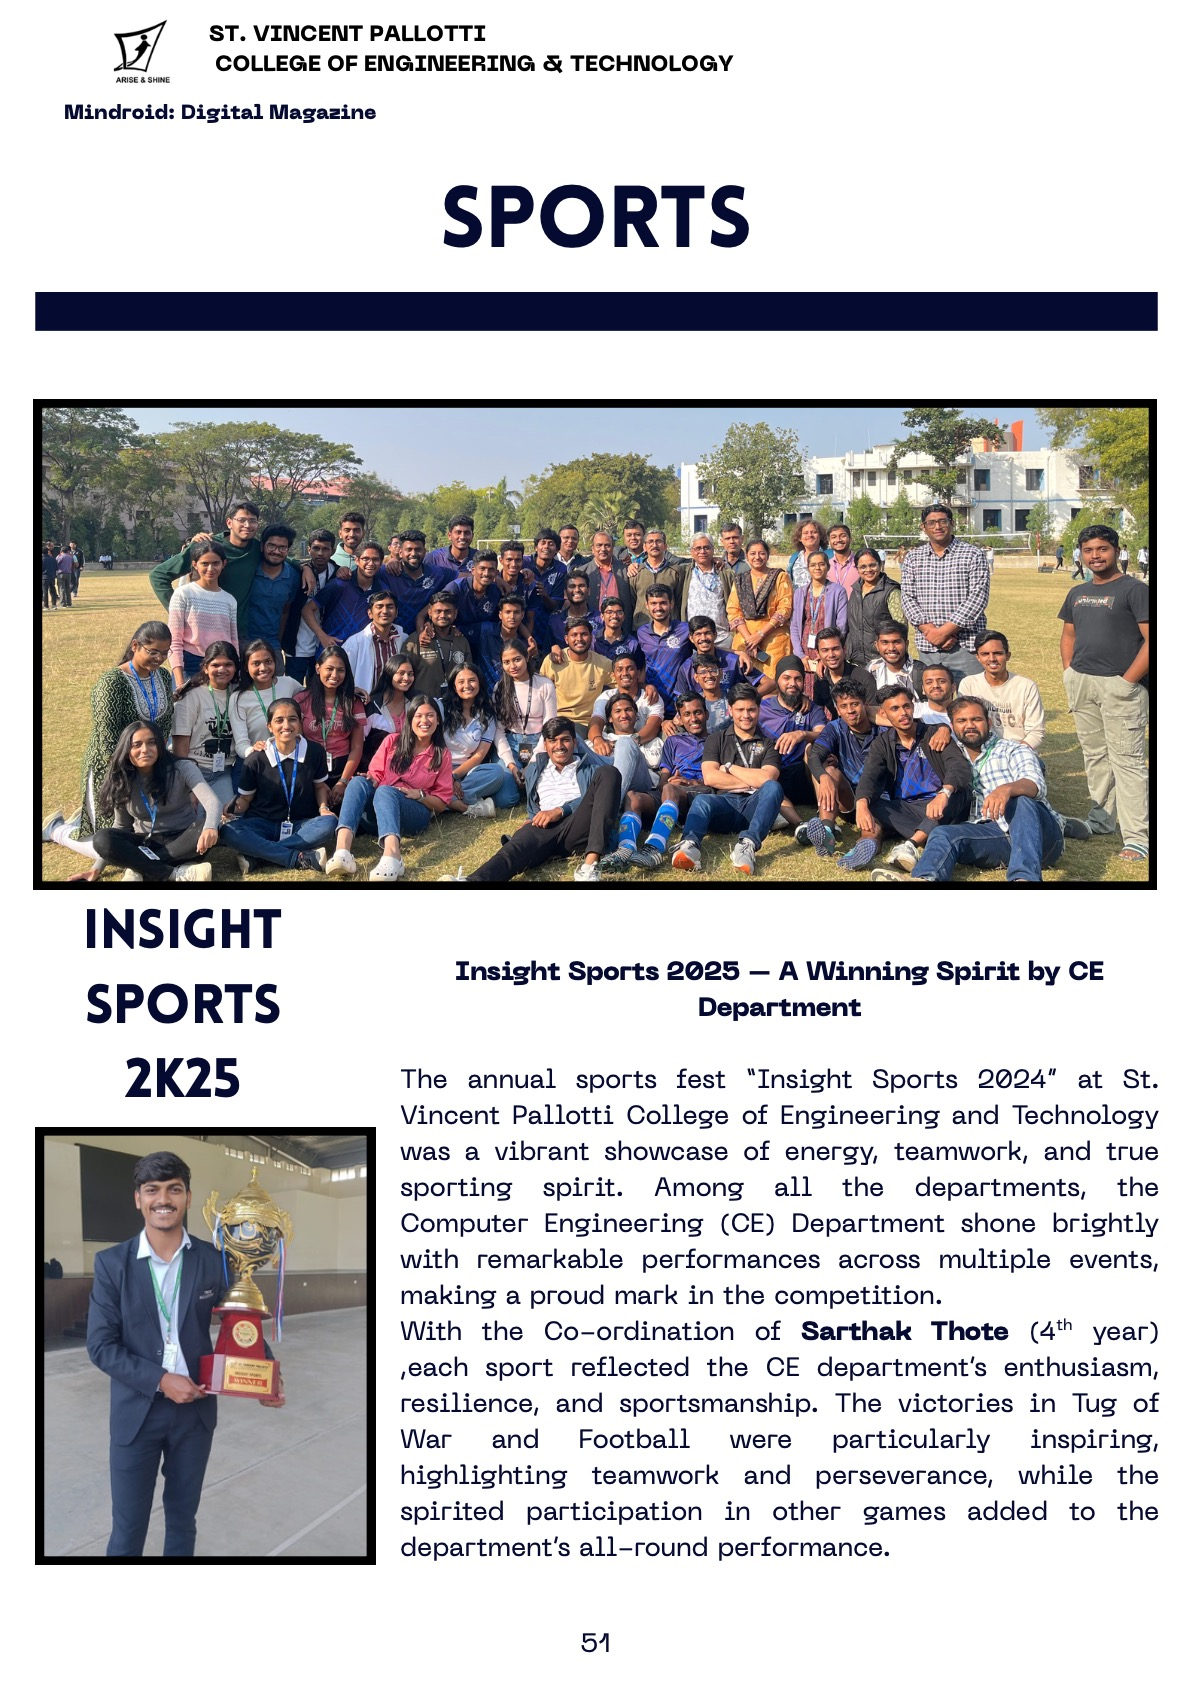 ARISE & SHINE
ST. VINCENT PALLOTTI
COLLEGE OF ENGINEERING & TECHNOLOGY
Mindroid: Digital Magazine
SPORTS
INSIGHT
SPORTS
2K25
WINNER
Insight Sports 2025 – A Winning Spirit by CE
Department
The annual sports fest “Insight Sports 2024” at St.
Vincent Pallotti College of Engineering and Technology
was a vibrant showcase of energy, teamwork, and true
sporting spirit. Among all the departments, the
Computer Engineering (CE) Department shone brightly
with remarkable performances across multiple events,
making a proud mark in the competition.
With the Co-ordination of Sarthak Thote (4th year)
,each sport reflected the CE department’s enthusiasm,
resilience, and sportsmanship. The victories in Tug of
War and Football were particularly inspiring,
highlighting teamwork and perseverance, while the
spirited participation in other games added to the
department’s all-round performance.
51